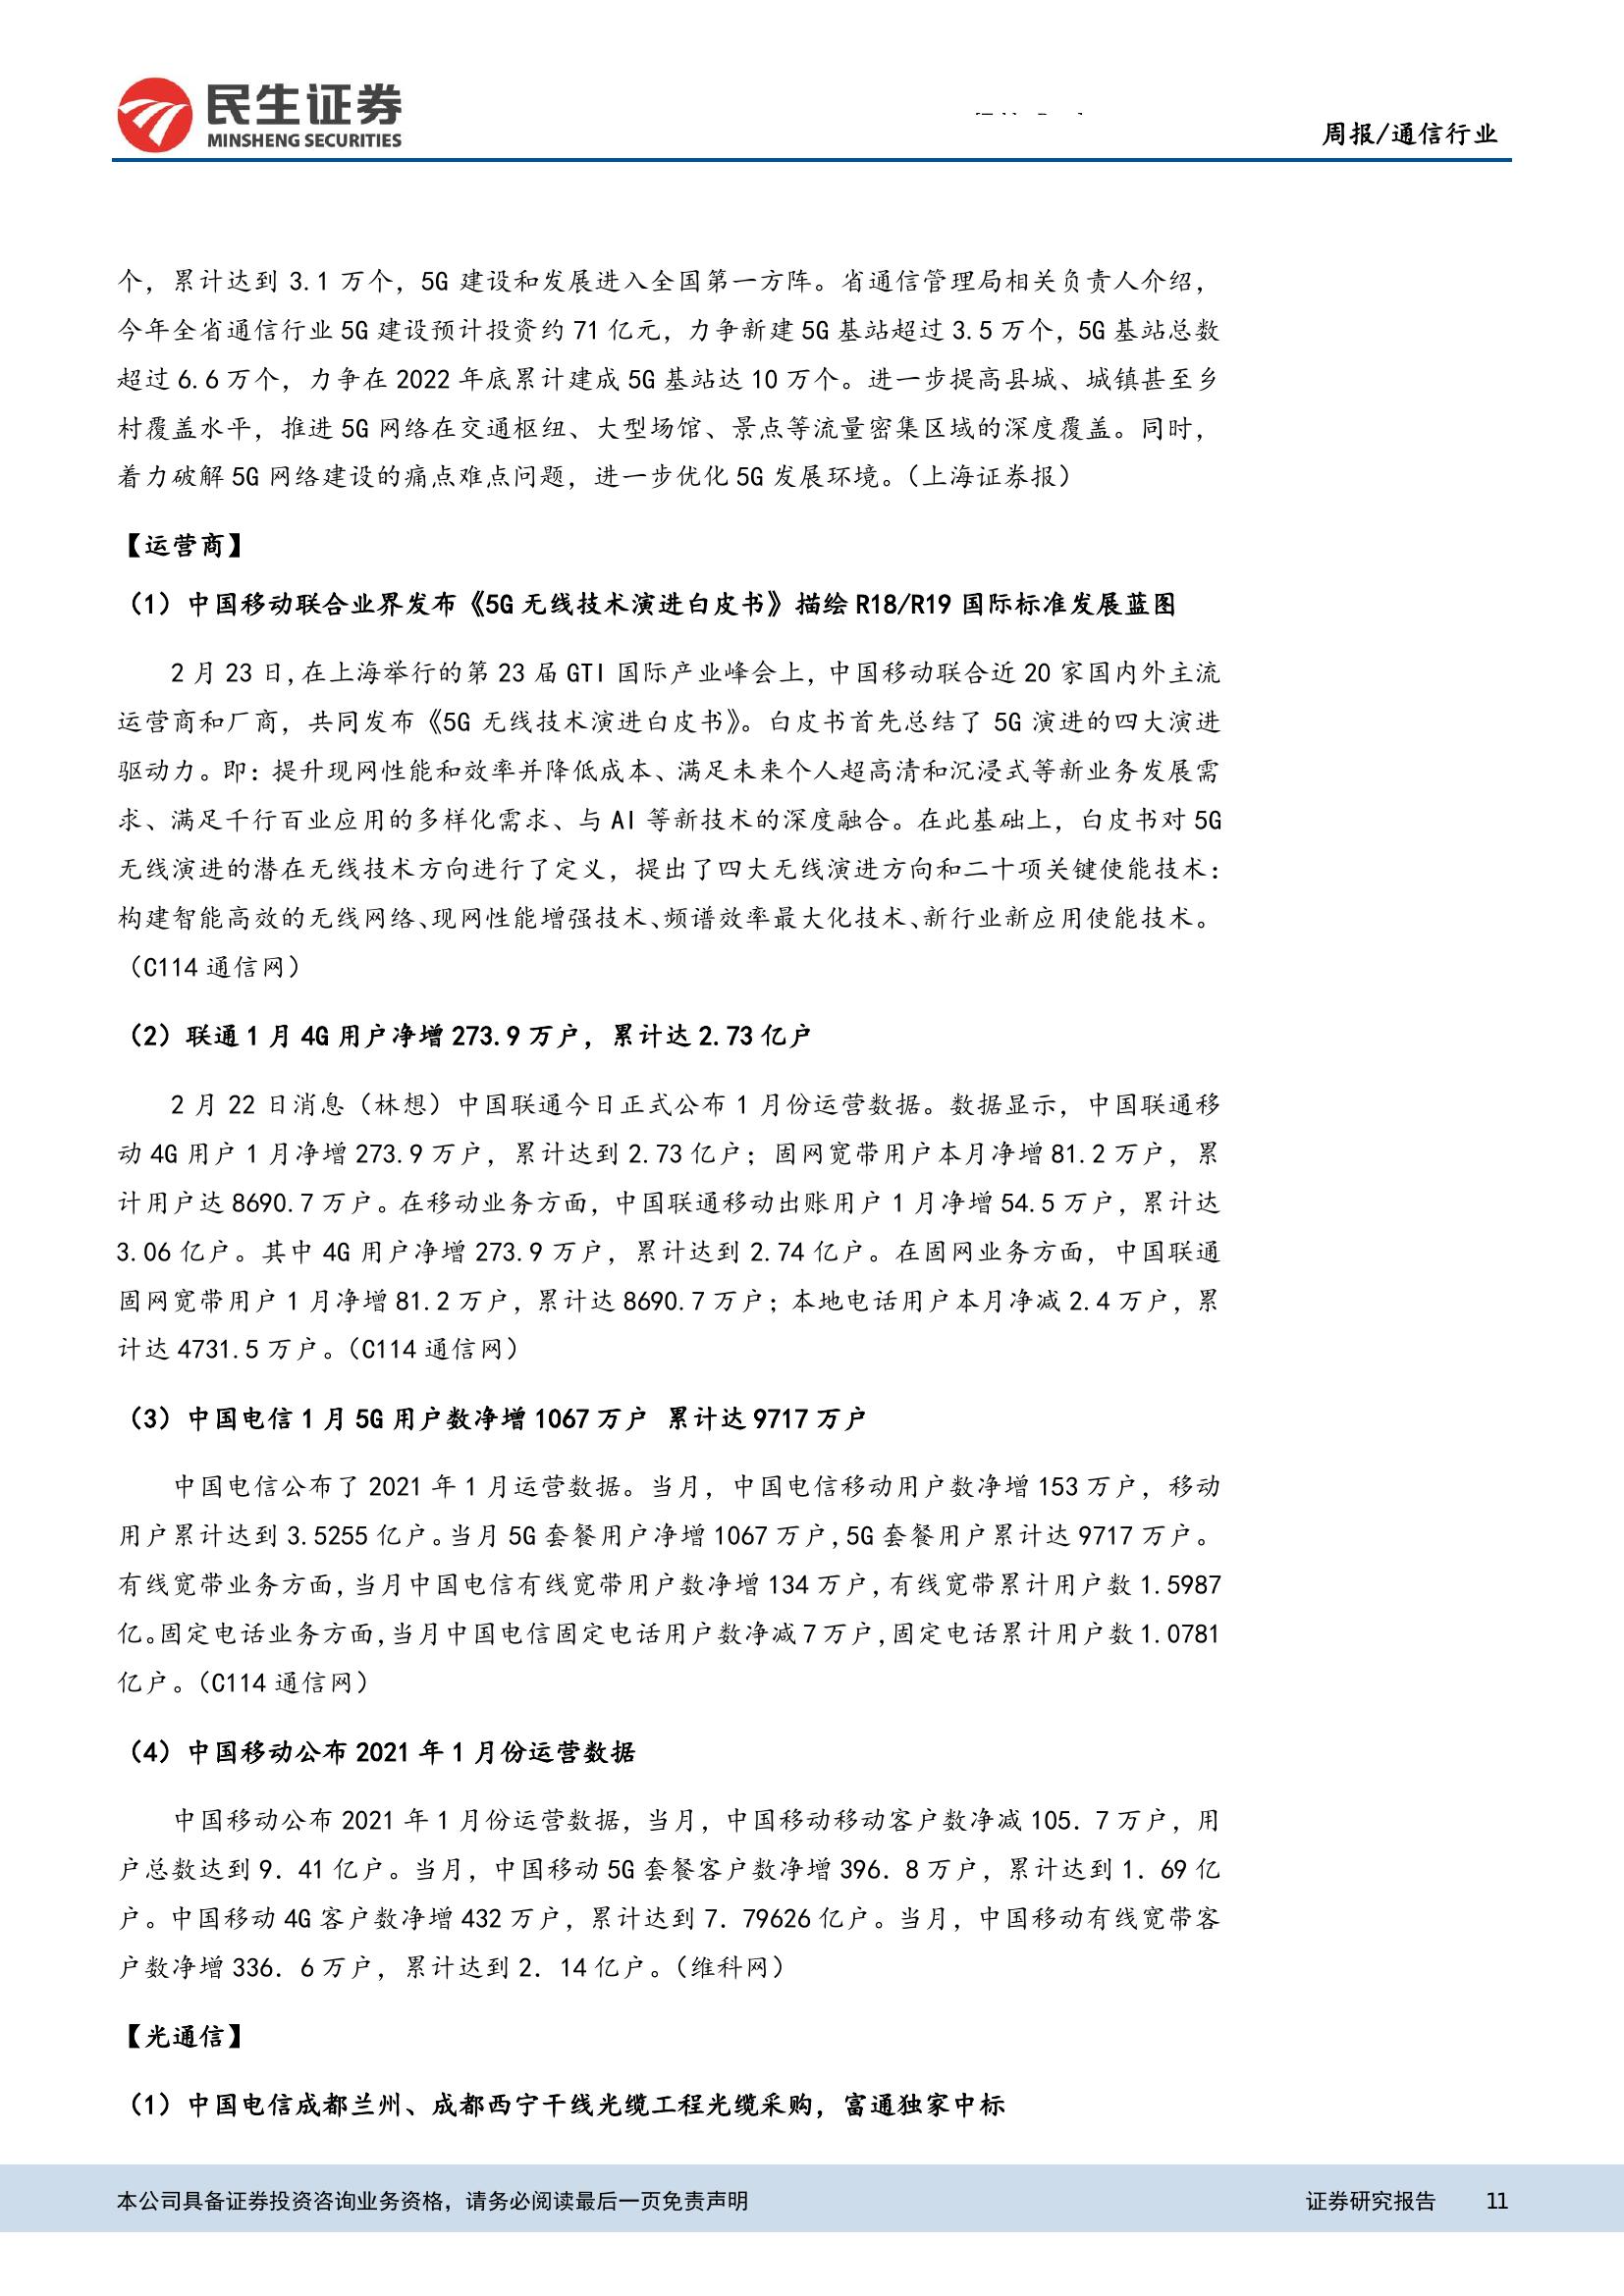 民生证券
MINSHENG SECURITIES
周报/通信行业
个，累计达到 3.1 万个，5G 建设和发展进入全国第一方阵。省通信管理局相关负责人介绍，
今年全省通信行业 5G 建设预计投资约 71 亿元，力争新建 5G 基站超过 3.5 万个，5G 基站总数
超过 6.6 万个，力争在 2022 年底累计建成 5G 基站达 10 万个。进一步提高县城、城镇甚至乡
村覆盖水平，推进 5G 网络在交通枢纽、大型场馆、景点等流量密集区域的深度覆盖。同时，
着力破解 5G 网络建设的痛点难点问题，进一步优化 5G 发展环境。（上海证券报）
【运营商】
（1）中国移动联合业界发布《5G 无线技术演进白皮书》描绘 R18/R19 国际标准发展蓝图
2 月 23 日,在上海举行的第 23 届 GTI 国际产业峰会上，中国移动联合近 20 家国内外主流
运营商和厂商，共同发布《5G 无线技术演进白皮书》。白皮书首先总结了 5G 演进的四大演进
驱动力。即：提升现网性能和效率并降低成本、满足未来个人超高清和沉浸式等新业务发展需
求、满足千行百业应用的多样化需求、与 AI 等新技术的深度融合。在此基础上，白皮书对 5G
无线演进的潜在无线技术方向进行了定义，提出了四大无线演进方向和二十项关键使能技术：
构建智能高效的无线网络、现网性能增强技术、频谱效率最大化技术、新行业新应用使能技术。
（C114 通信网）
（2）联通 1 月 4G 用户净增 273.9 万户，累计达 2.73 亿户
2 月 22 日消息（林想）中国联通今日正式公布 1 月份运营数据。数据显示，中国联通移
动 4G 用户 1 月净增 273.9 万户，累计达到 2.73 亿户；固网宽带用户本月净增 81.2 万户，累
计用户达 8690.7 万户。在移动业务方面，中国联通移动出账用户 1 月净增 54.5 万户，累计达
3.06 亿户。其中 4G 用户净增 273.9 万户，累计达到 2.74 亿户。在固网业务方面，中国联通
固网宽带用户 1 月净增 81.2 万户，累计达 8690.7 万户；本地电话用户本月净减 2.4 万户，累
计达 4731.5 万户。（C114 通信网）
（3）中国电信 1 月 5G 用户数净增 1067 万户 累计达 9717 万户
中国电信公布了 2021 年 1 月运营数据。当月，中国电信移动用户数净增 153 万户，移动
用户累计达到 3.5255 亿户。当月 5G 套餐用户净增 1067 万户,5G 套餐用户累计达 9717 万户。
有线宽带业务方面,当月中国电信有线宽带用户数净增 134 万户,有线宽带累计用户数 1.5987
亿。固定电话业务方面,当月中国电信固定电话用户数净减 7 万户,固定电话累计用户数 1.0781
亿户。（C114 通信网）
（4）中国移动公布 2021 年 1 月份运营数据
中国移动公布 2021 年 1 月份运营数据，当月，中国移动移动客户数净减 105．7 万户，用
户总数达到 9．41 亿户。当月，中国移动 5G 套餐客户数净增 396．8 万户，累计达到 1．69 亿
户。中国移动 4G 客户数净增 432 万户，累计达到 7．79626 亿户。当月，中国移动有线宽带客
户数净增 336．6 万户，累计达到 2．14 亿户。（维科网）
【光通信】
（1）中国电信成都兰州、成都西宁干线光缆工程光缆采购，富通独家中标
本公司具备证券投资咨询业务资格，请务必阅读最后一页免责声明
证券研究报告 11